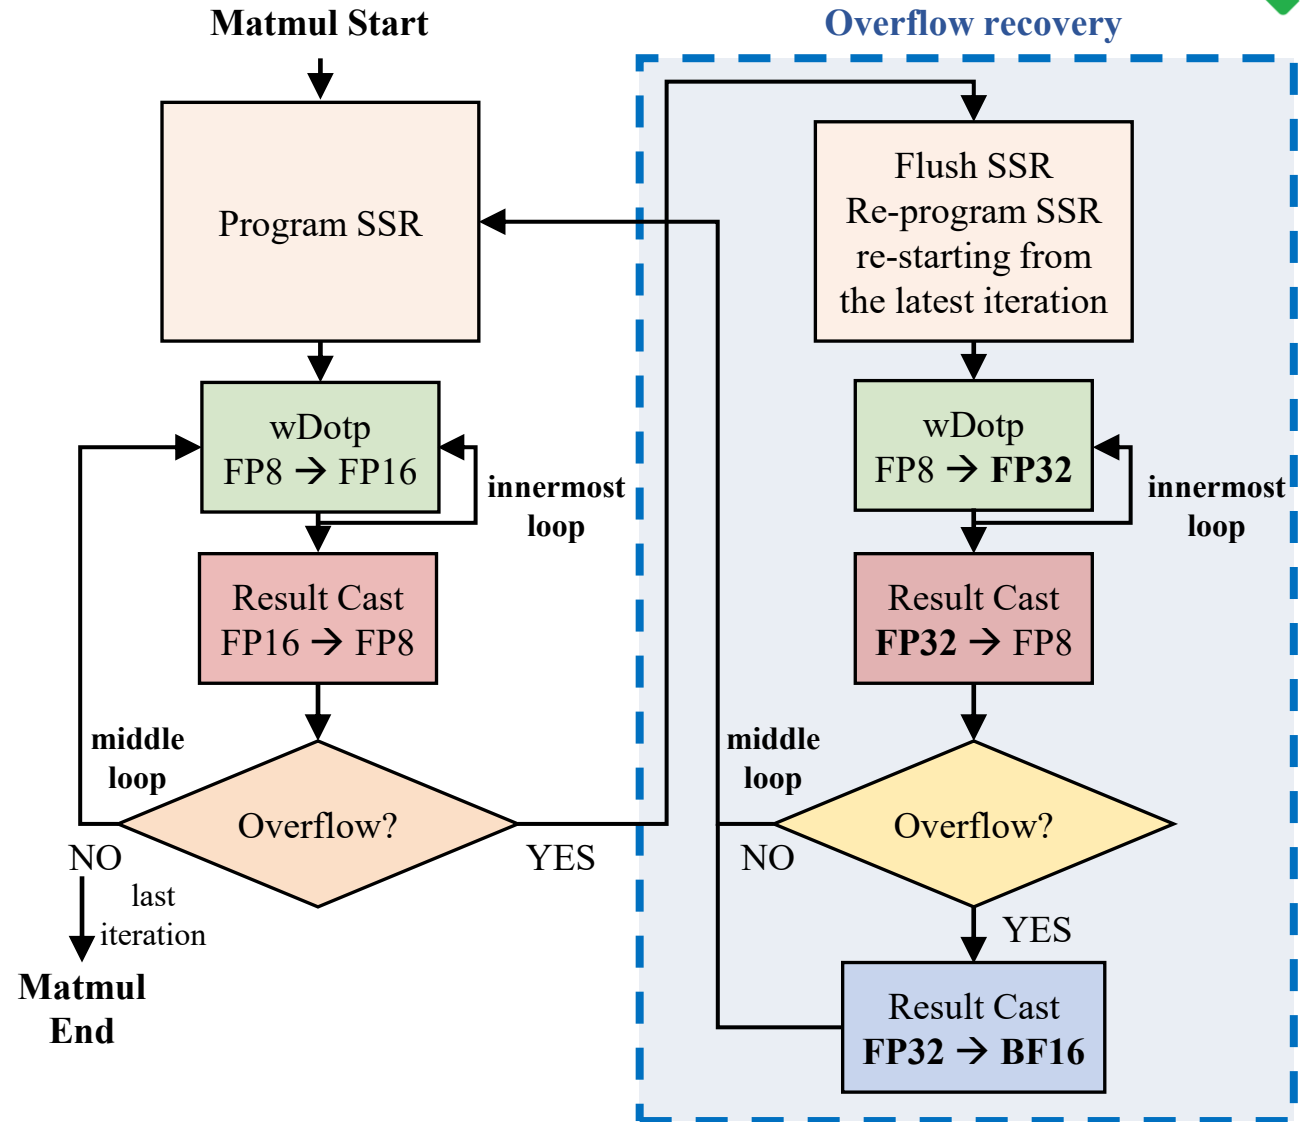 Matmul Start
Program SSR
wDotp
FP8 → FP16
innermost
loop
Result Cast
FP16 → FP8
middle
loop
Overflow?
NO
YES
last
iteration
Matmul
End
Overflow recovery
Flush SSR
Re-program SSR
re-starting from
the latest iteration
wDotp
FP8 → FP32
innermost
loop
Result Cast
FP32 → FP8
middle
loop
Overflow?
NO
YES
Result Cast
FP32 → BF16